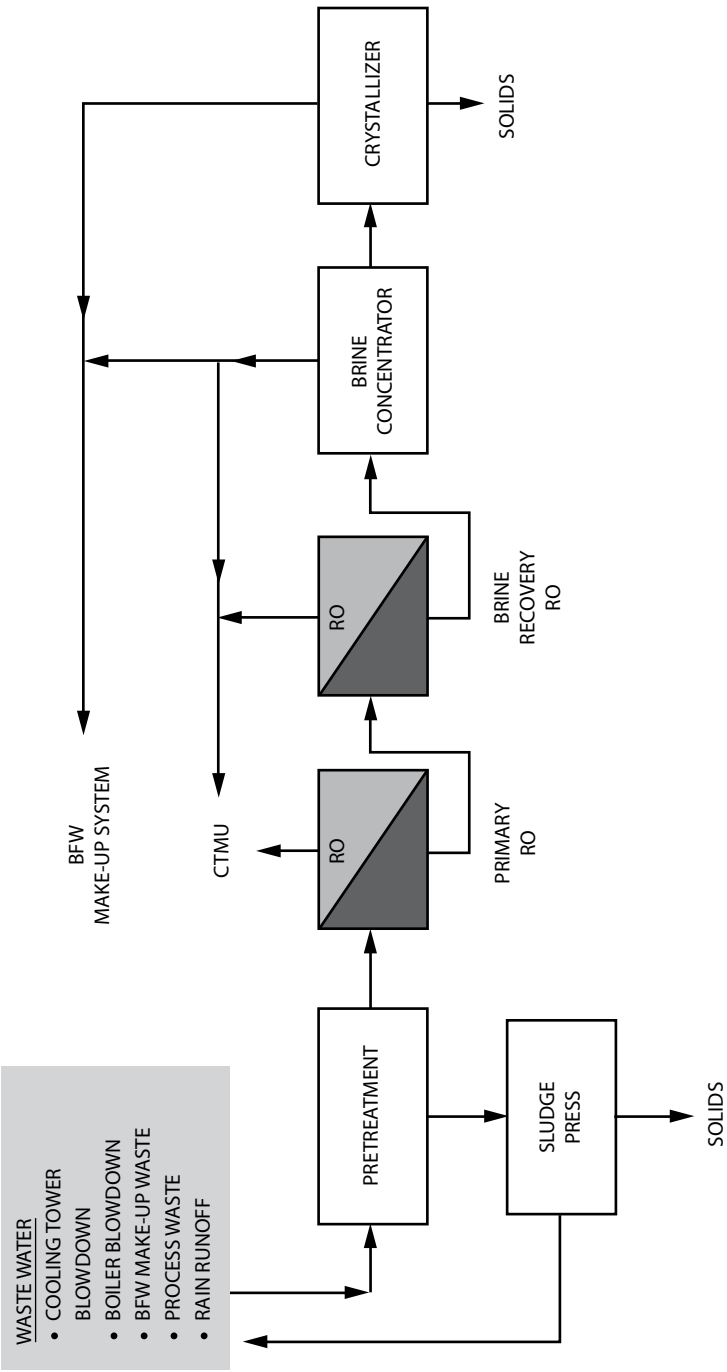 WASTE WATER
• COOLING TOWER
BLOWDOWN
• BOILER BLOWDOWN
• BFW MAKE-UP WASTE
• PROCESS WASTE
• RAIN RUNOFF
BFW
MAKE-UP SYSTEM
CTMU
PRETREATMENT
SLUDGE
PRESS
SOLIDS
RO
PRIMARY
RO
RO
BRINE
RECOVERY
RO
BRINE
CONCENTRATOR
CRYSTALLIZER
SOLIDS